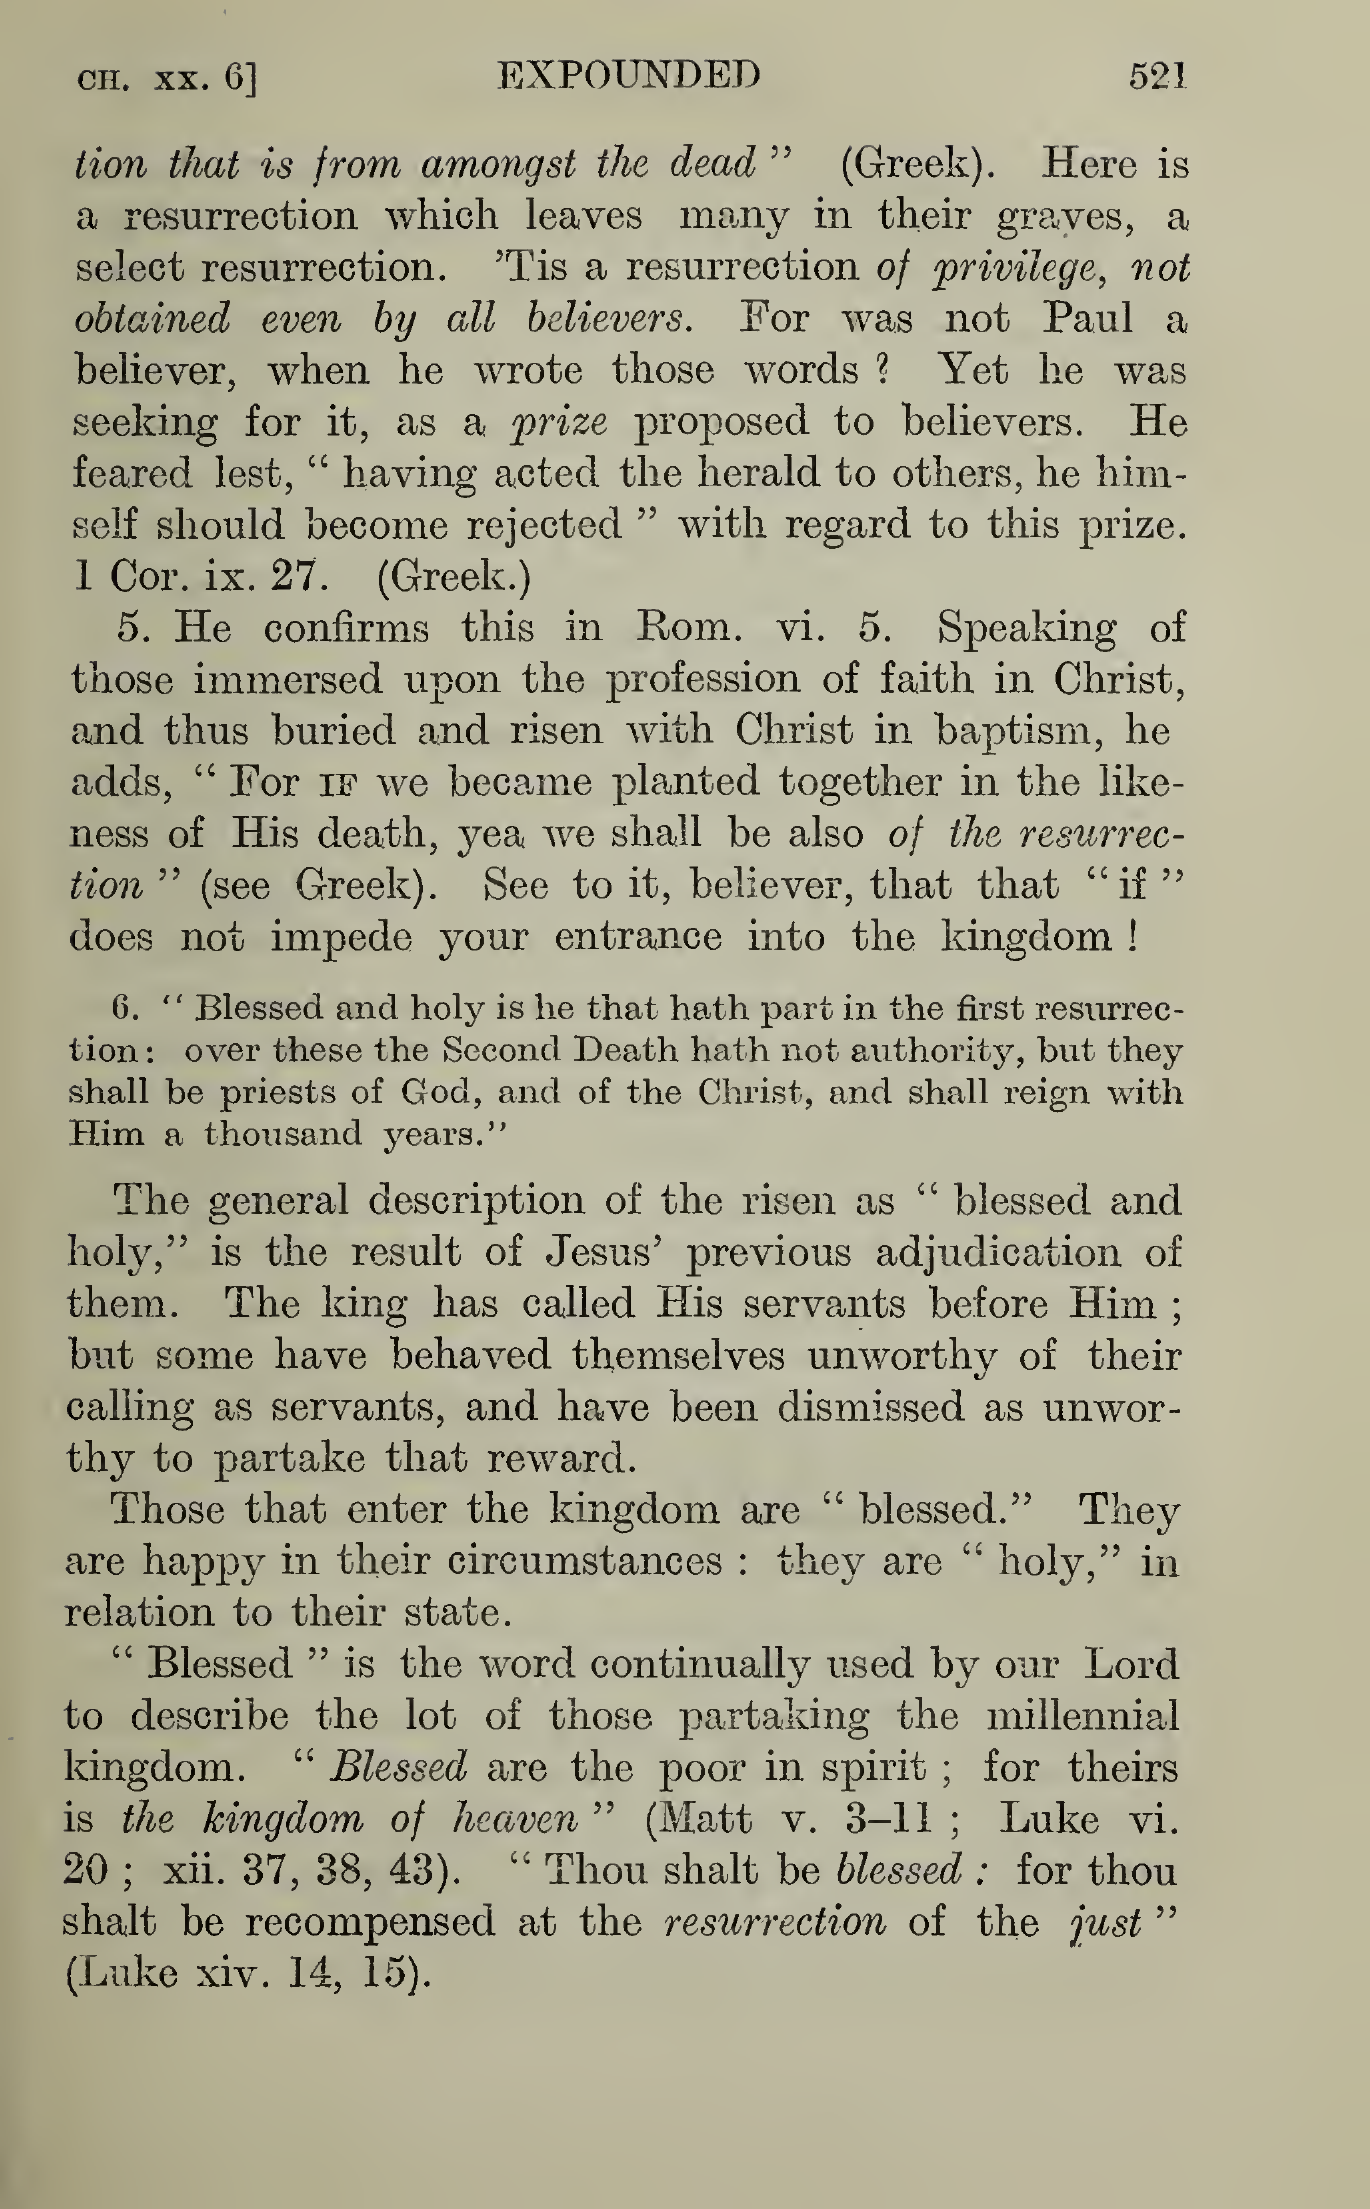 CH. XX. 6] EXPOUNDED 521
tion that is from amongst the dead” (Greek). Here is
a resurrection which leaves many in their graves, a
select resurrection. ’Tis a resurrection of privilege, not
obtained even by all believers. For was not Paul a
believer, when he wrote those words ? Yet he was
seeking for it, as a prize proposed to believers. He
feared lest, “ having acted the herald to others, he him-
self should become rejected ” with regard to this prize.
1 Cor. ix. 27. (Greek.)
5. He confirms this in Rom. vi. 5. Speaking of
those immersed upon the profession of faith in Christ,
and thus buried and risen with Christ in baptism, he
adds, “ For IF we became planted together in the like-
ness of His death, yea we shall be also of the resurrec-
tion ” (see Greek). See to it, believer, that that “ if ”
does not impede your entrance into the kingdom !
6. “ Blessed and holy is he that hath part in the first resurrec-
tion: over these the Second Death hath not authority, but they
shall be priests of God, and of the Christ, and shall reign with
Him a thousand years.”
The general description of the risen as “ blessed and
holy,” is the result of Jesus’ previous adjudication of
them. The king has called His servants before Him ;
but some have behaved themselves unworthy of their
calling as servants, and have been dismissed as unwor-
thy to partake that reward.
Those that enter the kingdom are “ blessed.” They
are happy in their circumstances : they are “ holy,” in
relation to their state.
“ Blessed ” is the word continually used by our Lord
to describe the lot of those partaking the millennial
kingdom. “ Blessed are the poor in spirit ; for theirs
is the kingdom of heaven ” (Matt v. 3–11 ; Luke vi.
20 ; xii. 37, 38, 43). “ Thou shalt be blessed : for thou
shalt be recompensed at the resurrection of the just ”
(Luke xiv. 14, 15).